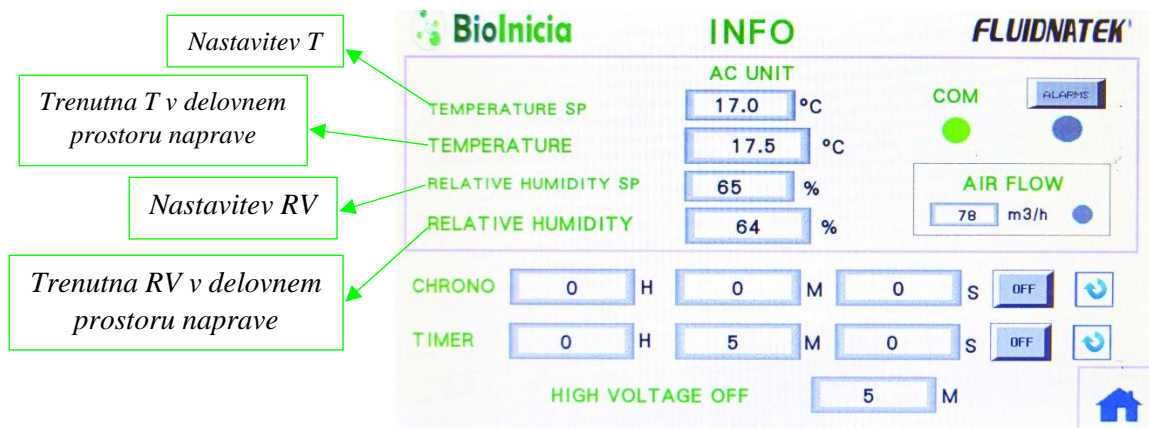 Nastavitev T
Trenutna T v delovnem
prostoru naprave
Nastavitev RV
Trenutna RV v delovnem
prostoru naprave
BioInicia INFO FLUIDNATEK
AC UNIT
TEMPERATURE SP 17.0 °C
TEMPERATURE 17.5 °C
RELATIVE HUMIDITY SP 65 %
RELATIVE HUMIDITY 64 %
COM ALARMS
AIR FLOW
78 m3/h
CHRONO 0 H 0 M 0 S OFF
TIMER 0 H 5 M 0 S OFF
HIGH VOLTAGE OFF 5 M